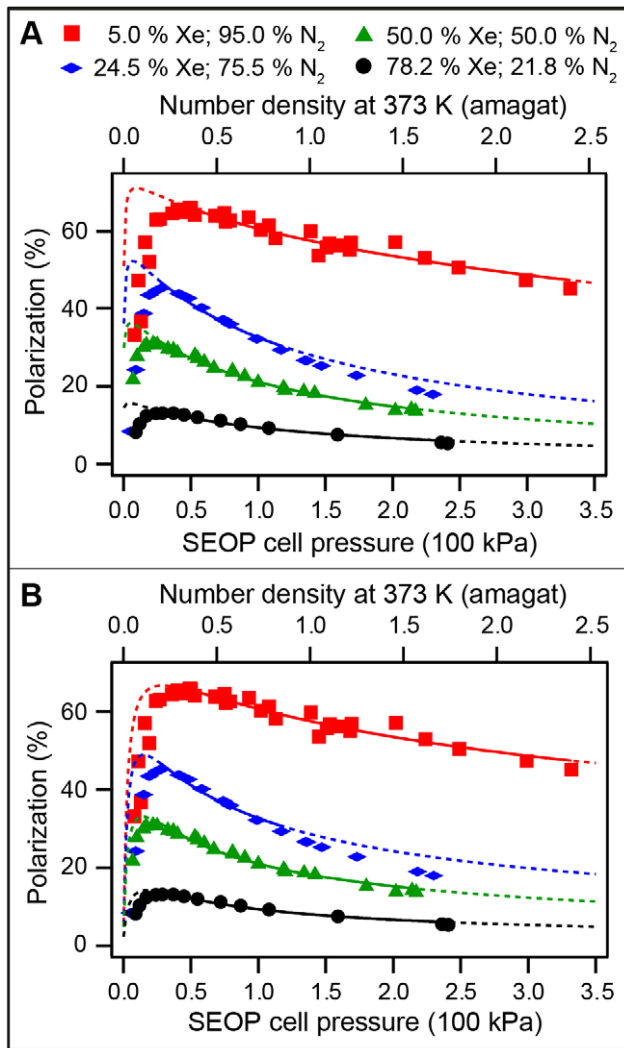 A
5.0 % Xe; 95.0 % N2
50.0 % Xe; 50.0 % N2
24.5 % Xe; 75.5 % N2
78.2 % Xe; 21.8 % N2
Number density at 373 K (amagat)
0.0 0.5 1.0 1.5 2.0 2.5
Polarization (%)
60
40
20
0
0.0 0.5 1.0 1.5 2.0 2.5 3.0 3.5
SEOP cell pressure (100 kPa)
B
Number density at 373 K (amagat)
0.0 0.5 1.0 1.5 2.0 2.5
Polarization (%)
60
40
20
0
0.0 0.5 1.0 1.5 2.0 2.5 3.0 3.5
SEOP cell pressure (100 kPa)